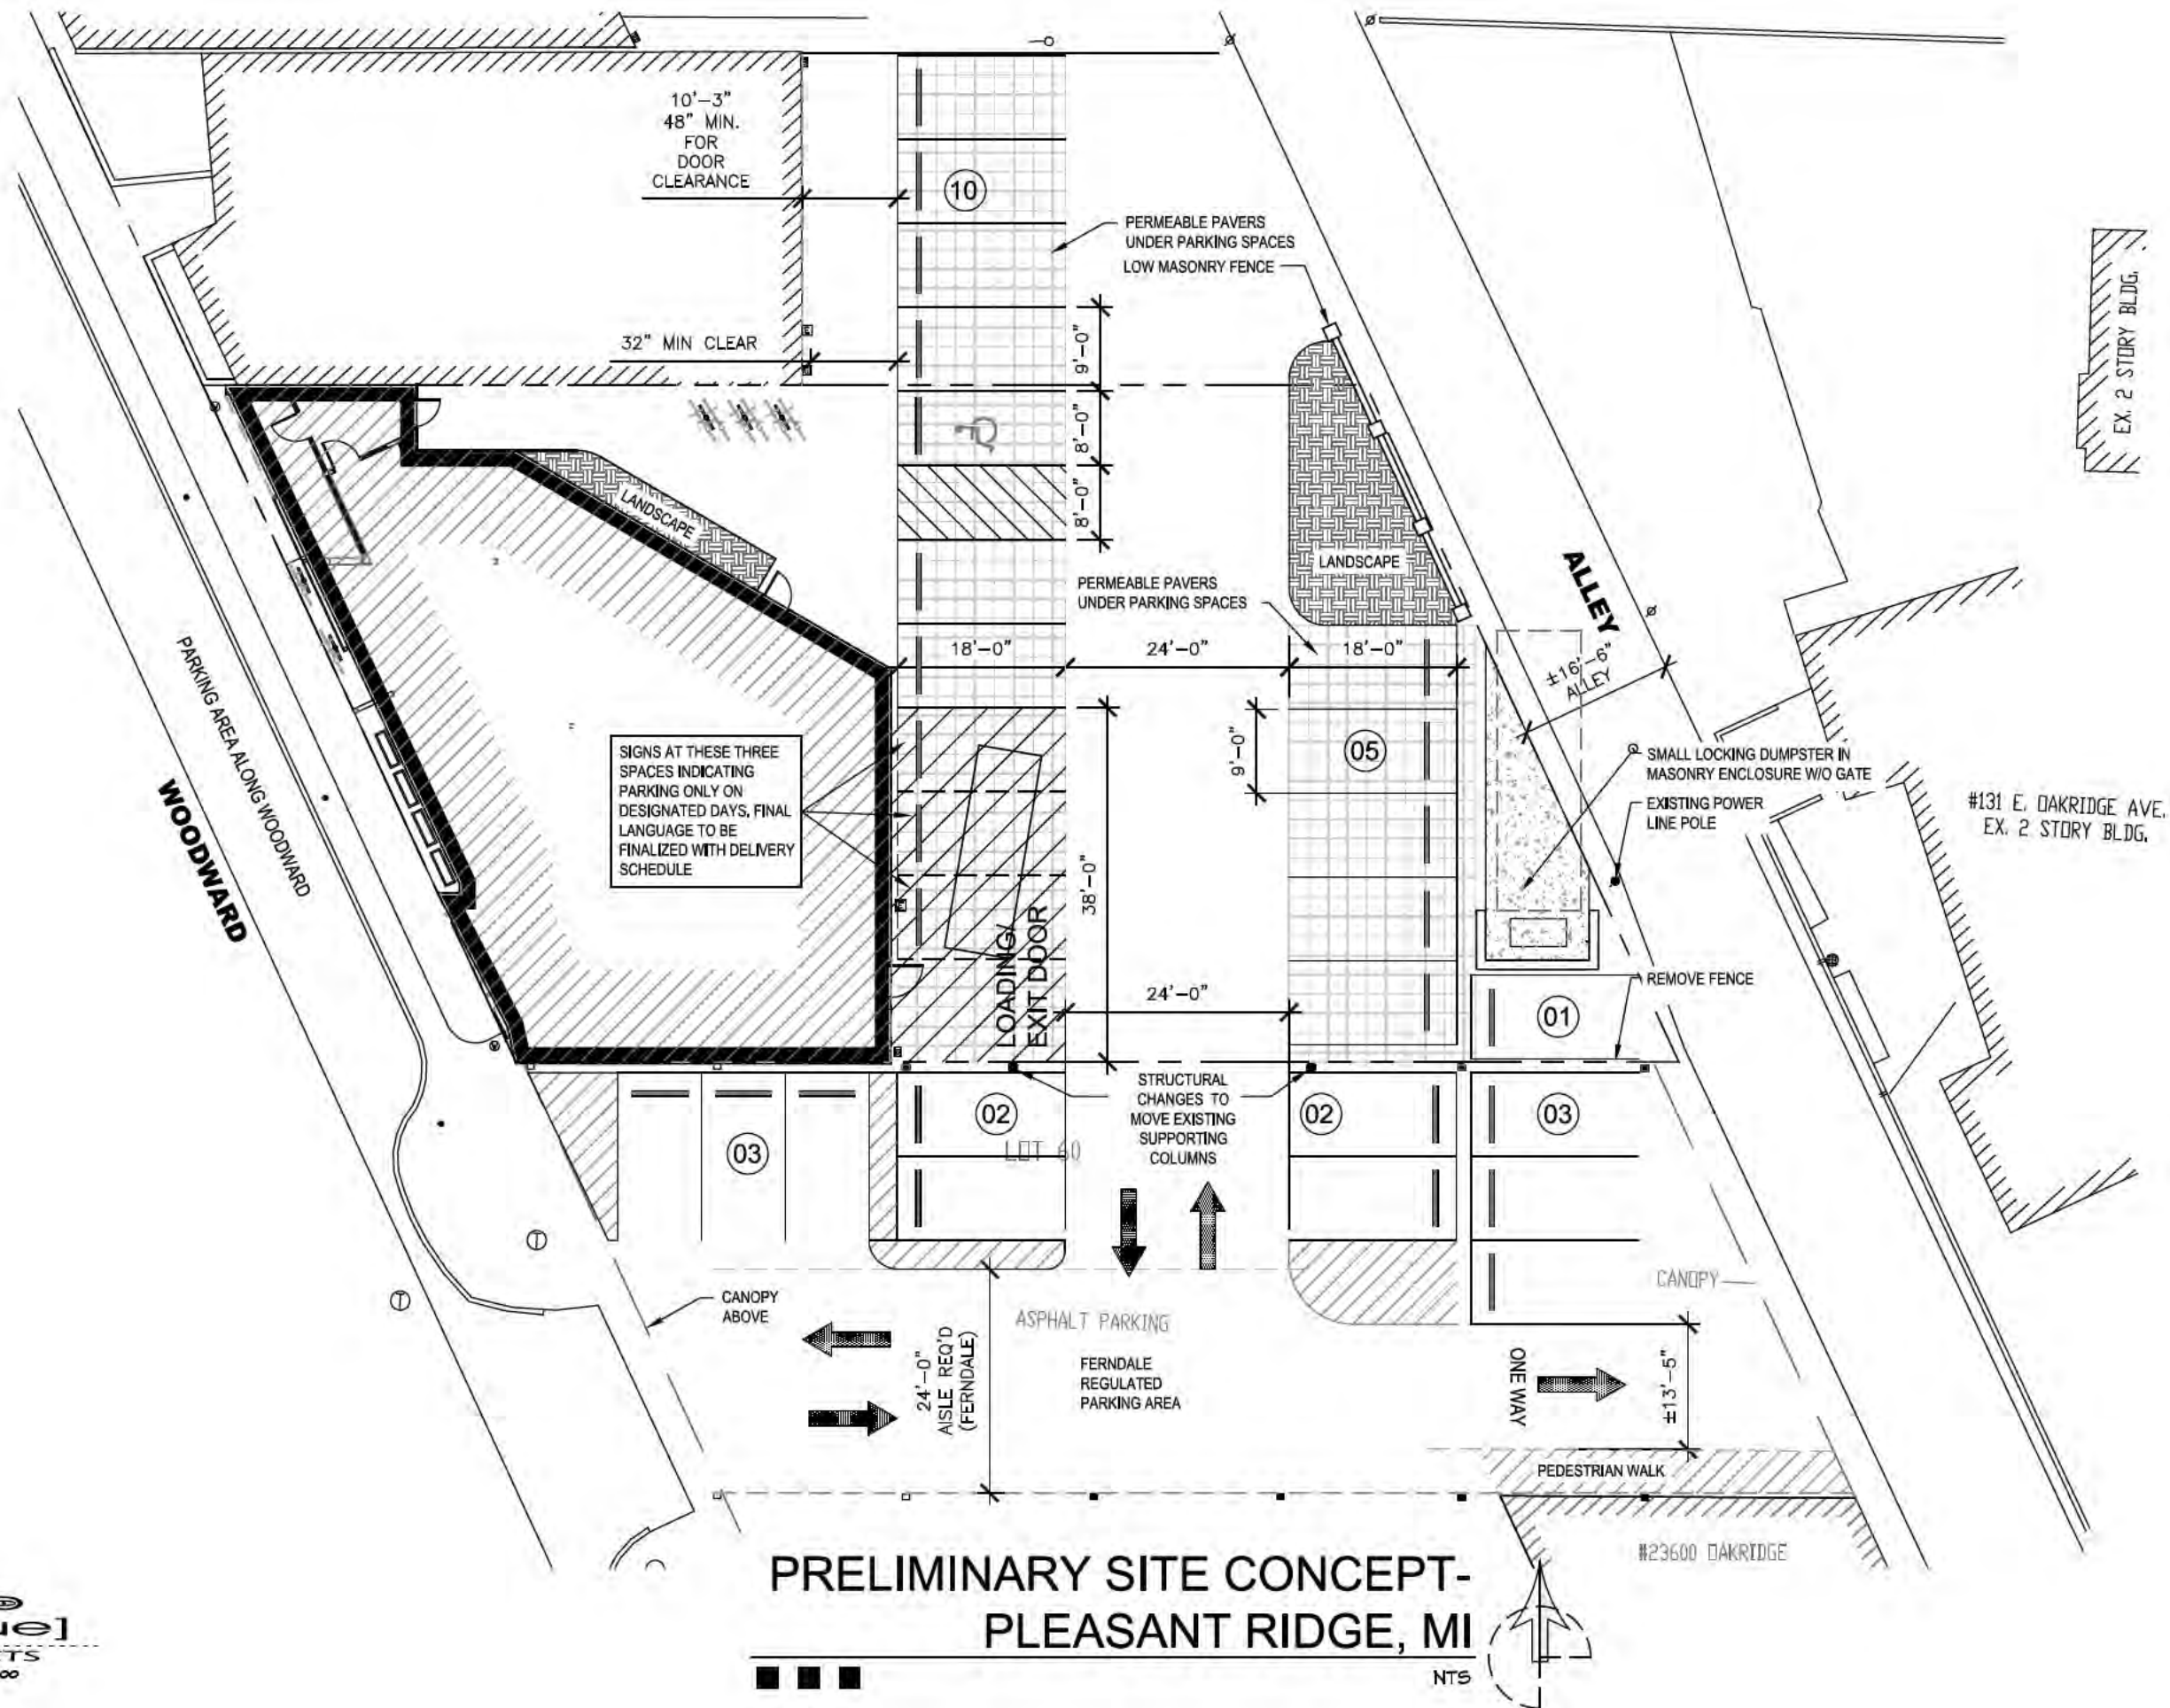 10'-3"
48" MIN.
FOR
DOOR
CLEARANCE
10
PERMEABLE PAVERS
UNDER PARKING SPACES
LOW MASONRY FENCE
32" MIN CLEAR
9'-0"
8'-0"
8'-0"
EX. 2 STORY BLDG.
LANDSCAPE
LANDSCAPE
ALLEY
PERMEABLE PAVERS
UNDER PARKING SPACES
18'-0"
24'-0"
18'-0"
±16'-6"
ALLEY
PARKING AREA ALONG WOODWARD
WOODWARD
SIGNS AT THESE THREE
SPACES INDICATING
PARKING ONLY ON
DESIGNATED DAYS, FINAL
LANGUAGE TO BE
FINALIZED WITH DELIVERY
SCHEDULE
9'-0"
05
SMALL LOCKING DUMPSTER IN
MASONRY ENCLOSURE W/O GATE
EXISTING POWER
LINE POLE
#131 E. OAKRIDGE AVE.
EX. 2 STORY BLDG.
38'-0"
LOADING/
EXIT DOOR
24'-0"
REMOVE FENCE
01
STRUCTURAL
CHANGES TO
MOVE EXISTING
SUPPORTING
COLUMNS
02
02
03
03
LOT 60
CANOPY
CANOPY
ABOVE
ASPHALT PARKING
24'-0"
AISLE REQ'D
(FERNDALE)
FERNDALE
REGULATED
PARKING AREA
ONE WAY
±13'-5"
PEDESTRIAN WALK
#23600 OAKRIDGE
PRELIMINARY SITE CONCEPT-
PLEASANT RIDGE, MI
NTS